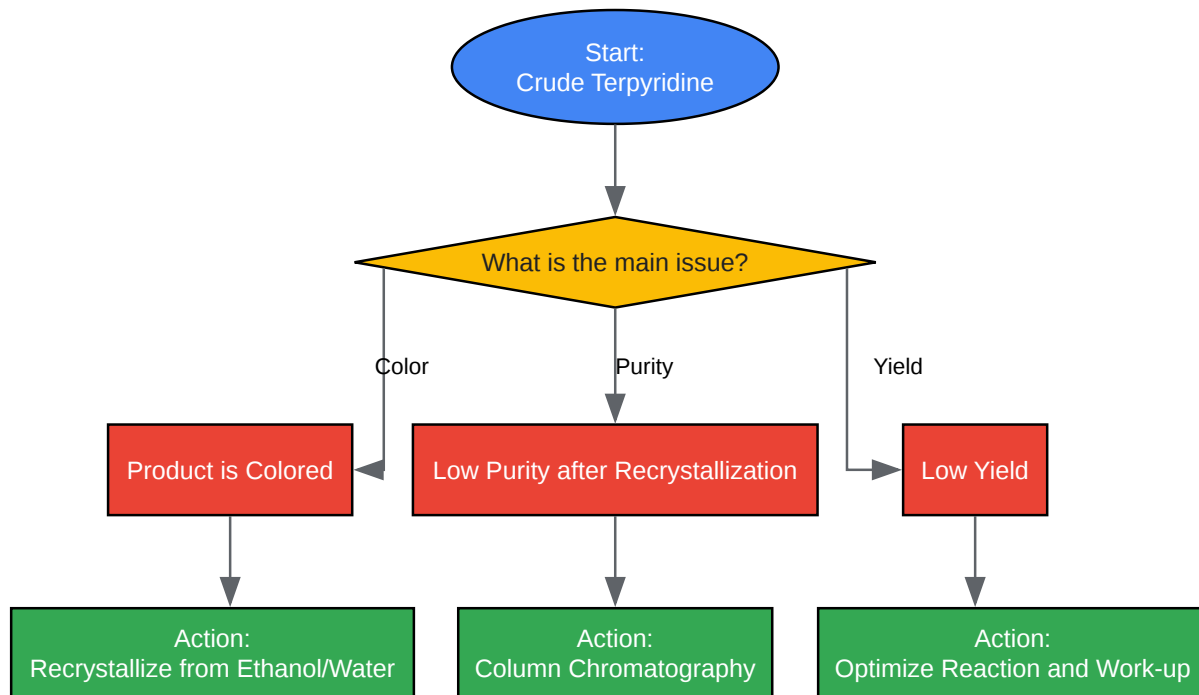 Start:
Crude Terpyridine
What is the main issue?
Color
Purity
Yield
Product is Colored
Low Purity after Recrystallization
Low Yield
Action:
Recrystallize from Ethanol/Water
Action:
Column Chromatography
Action:
Optimize Reaction and Work-up